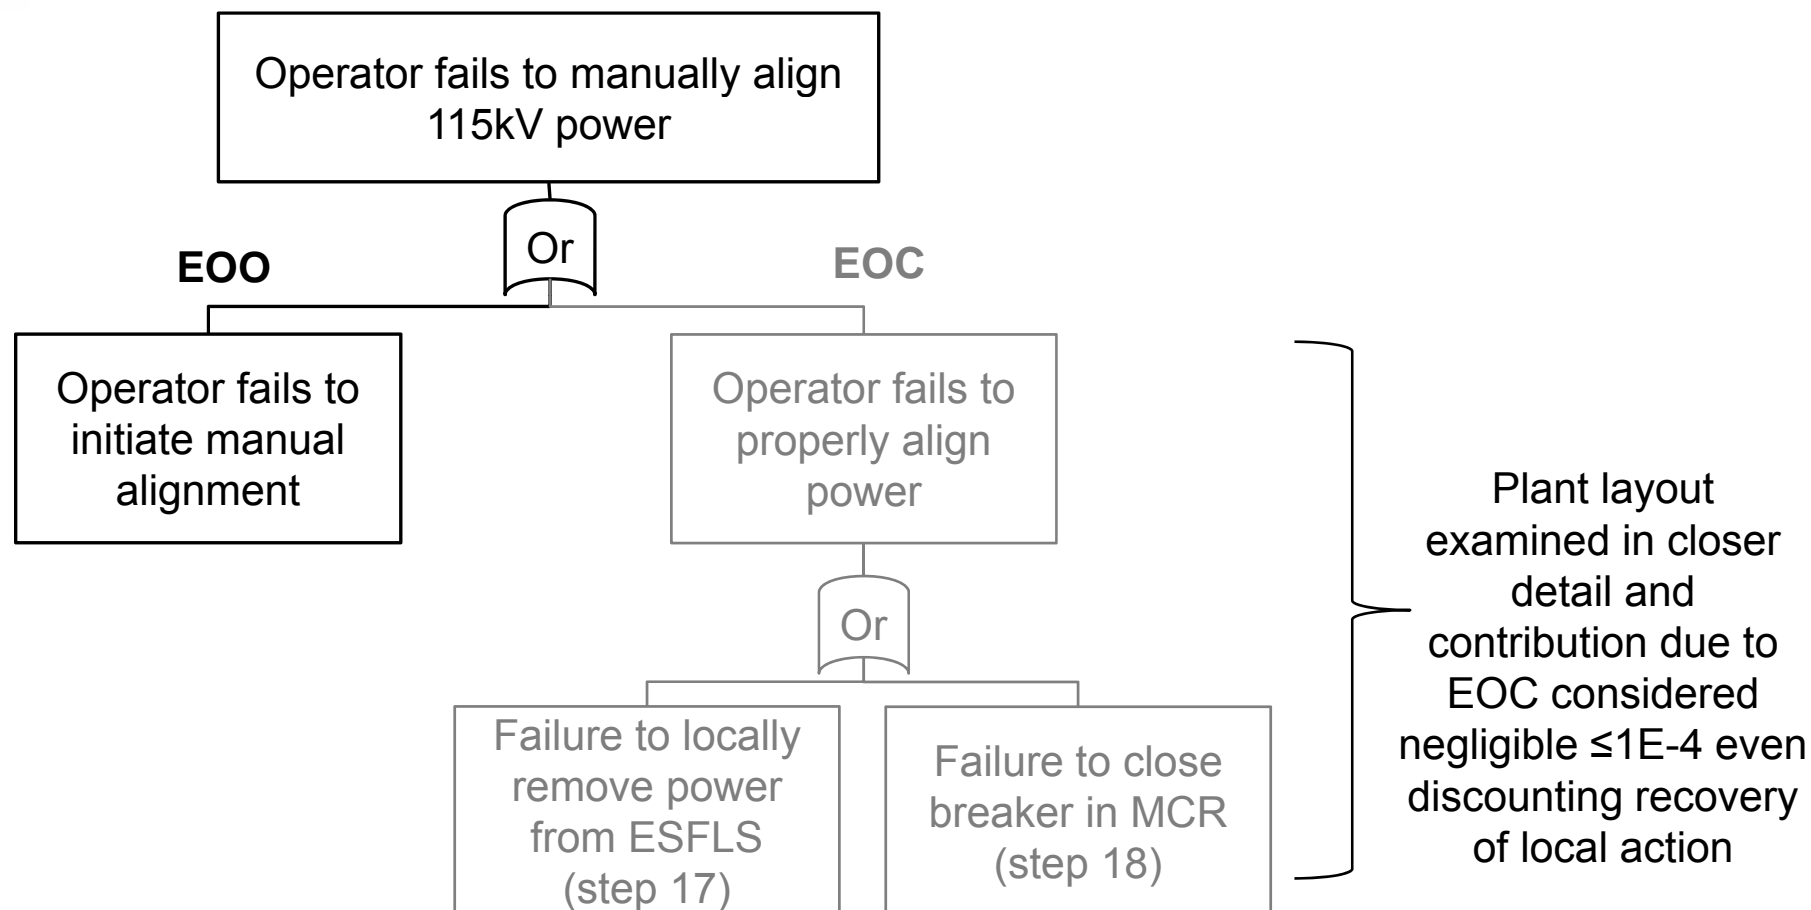 Operator fails to manually align
115kV power
Or
EOO
EOC
Operator fails to
initiate manual
alignment
Operator fails to
properly align
power
Or
Failure to locally
remove power
from ESFLS
(step 17)
Failure to close
breaker in MCR
(step 18)
Plant layout
examined in closer
detail and
contribution due to
EOC considered
negligible ≤1E-4 even
discounting recovery
of local action